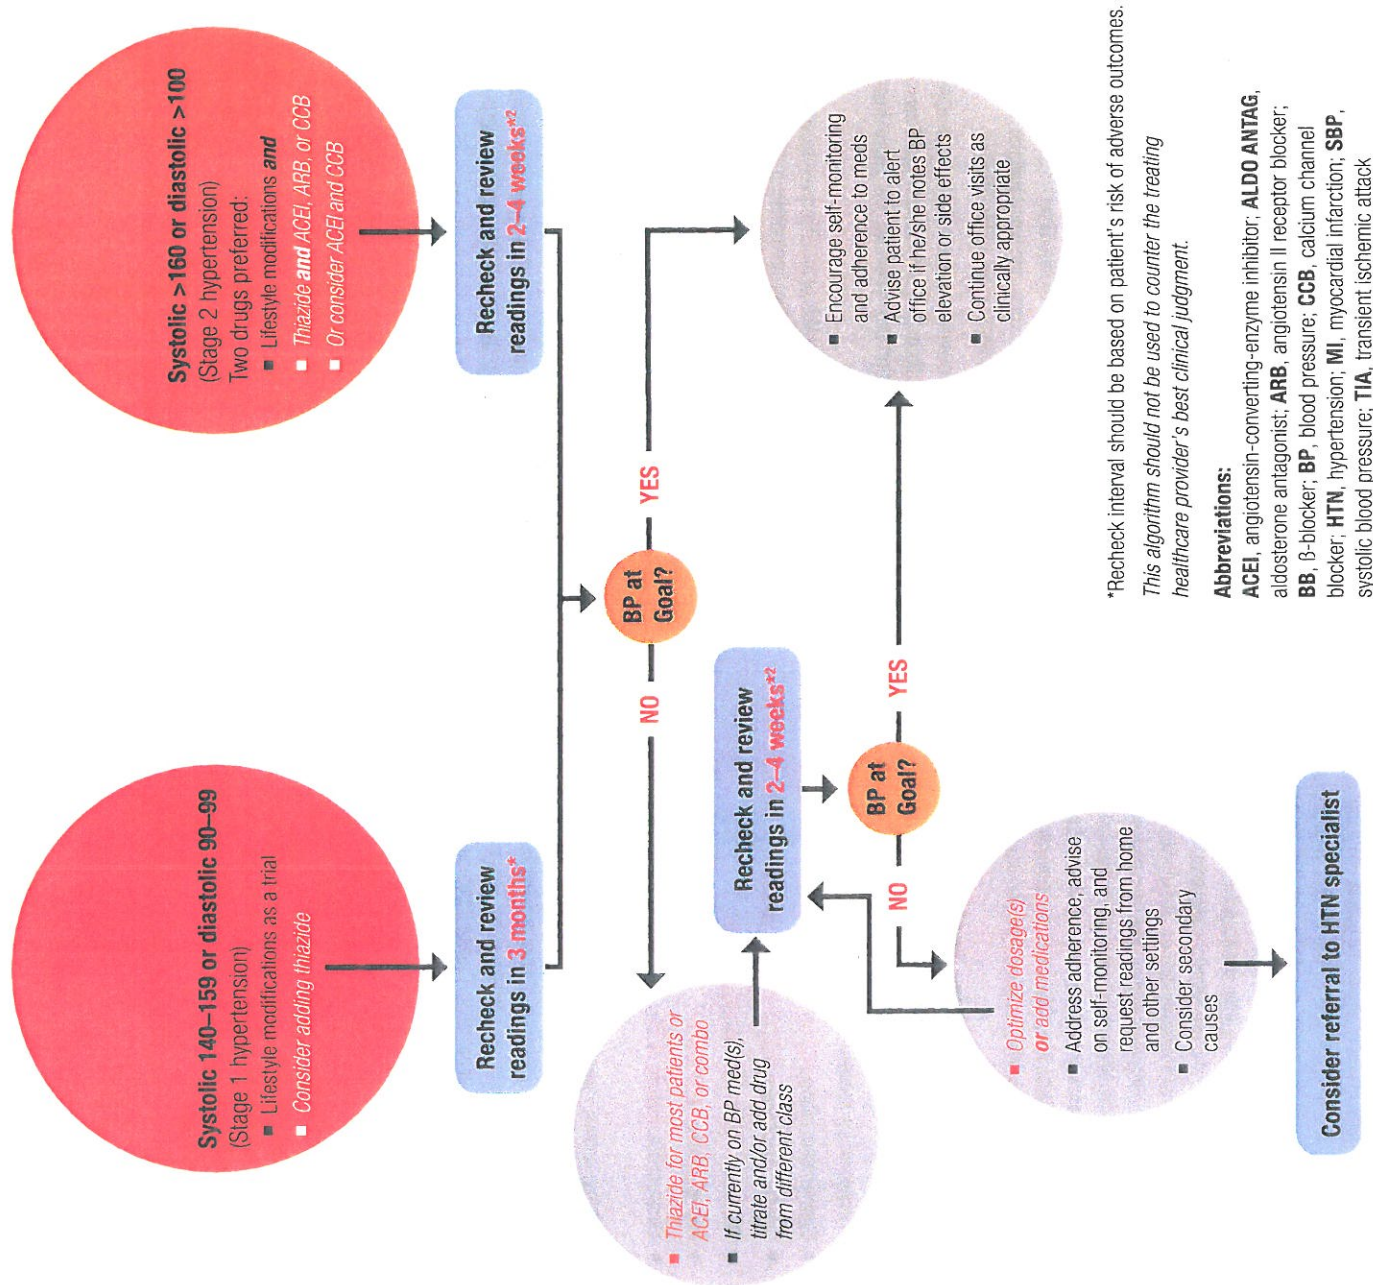 Systolic 140–159 or diastolic 90–99
(Stage 1 hypertension)
■ Lifestyle modifications as a trial
■ Consider adding thiazide
Systolic >160 or diastolic >100
(Stage 2 hypertension)
Two drugs preferred:
■ Lifestyle modifications and
■ Thiazide and ACEI, ARB, or CCB
■ Or consider ACEI and CCB
Recheck and review
readings in 3 months*
Recheck and review
readings in 2–4 weeks*2
BP at
Goal?
NO
YES
■ Thiazide for most patients or
ACEI, ARB, CCB, or combo
■ If currently on BP med(s),
titrate and/or add drug
from different class
Recheck and review
readings in 2–4 weeks*2
■ Encourage self-monitoring
and adherence to meds
■ Advise patient to alert
office if he/she notes BP
elevation or side effects
■ Continue office visits as
clinically appropriate
BP at
Goal?
NO
YES
■ Optimize dosage(s)
or add medications
■ Address adherence, advise
on self-monitoring, and
request readings from home
and other settings
■ Consider secondary
causes
Consider referral to HTN specialist
*Recheck interval should be based on patient's risk of adverse outcomes.
This algorithm should not be used to counter the treating
healthcare provider's best clinical judgment.
Abbreviations:
ACEI, angiotensin-converting-enzyme inhibitor; ALDO ANTAG,
aldosterone antagonist; ARB, angiotensin II receptor blocker;
BB, ß-blocker; BP, blood pressure; CCB, calcium channel
blocker; HTN, hypertension; MI, myocardial infarction; SBP,
systolic blood pressure; TIA, transient ischemic attack